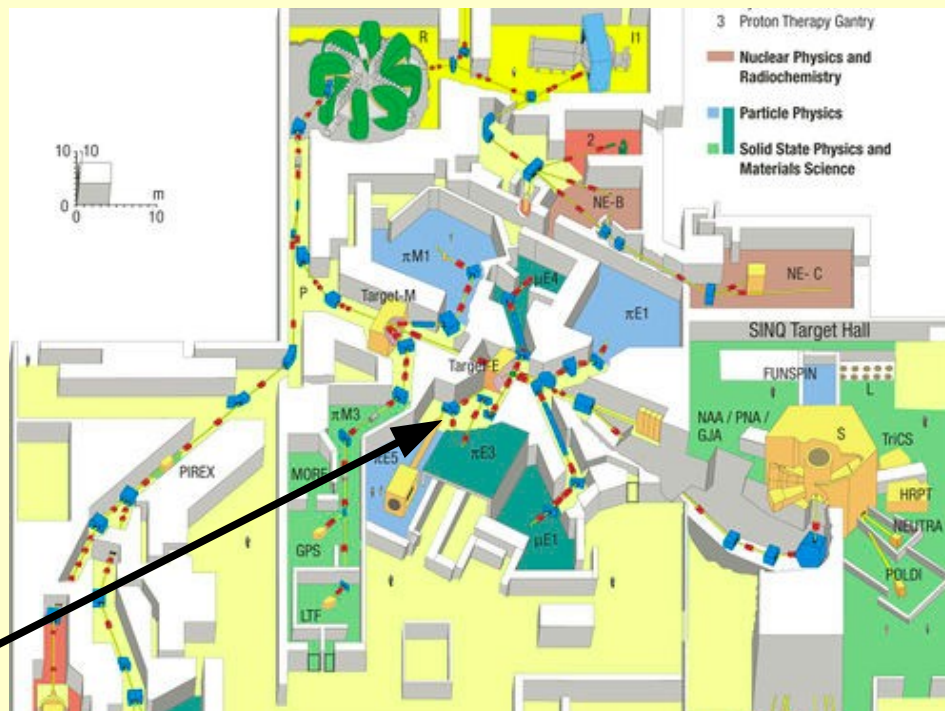 3 Proton Therapy Gantry
Nuclear Physics and
Radiochemistry
Particle Physics
Solid State Physics and
Materials Science
R
I1
10
10
m
0
0
10
2
NE-B
πM1
μE4
NE- C
P
Target-M
πE1
SINQ Target Hall
Target-E
FUNSPIN
L
πM3
NAA / PNA /
GJA
S
TriCS
PIREX
MORE
πE5
πE3
HRPT
NEUTRA
GPS
μE1
POLDI
LTF